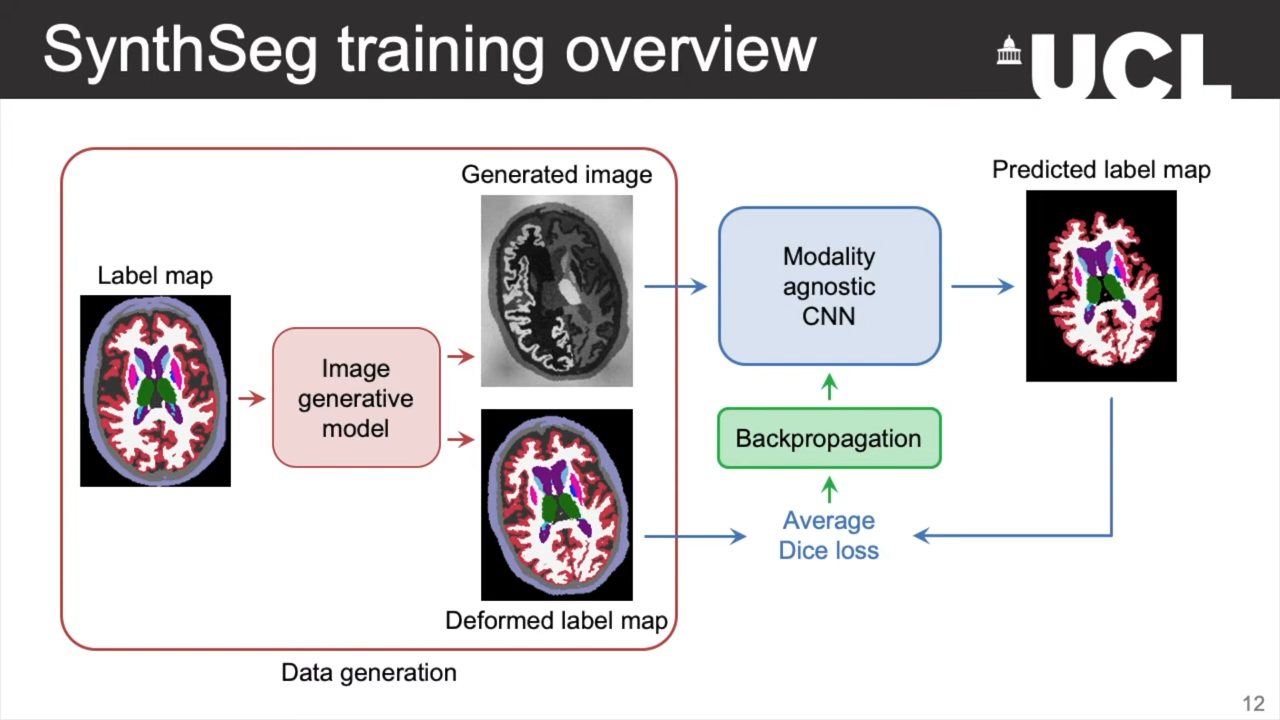 SynthSeg training overview
UCL
Generated image
Predicted label map
Label map
Modality
agnostic
CNN
Image
generative
model
Backpropagation
Average
Dice loss
Deformed label map
Data generation
12